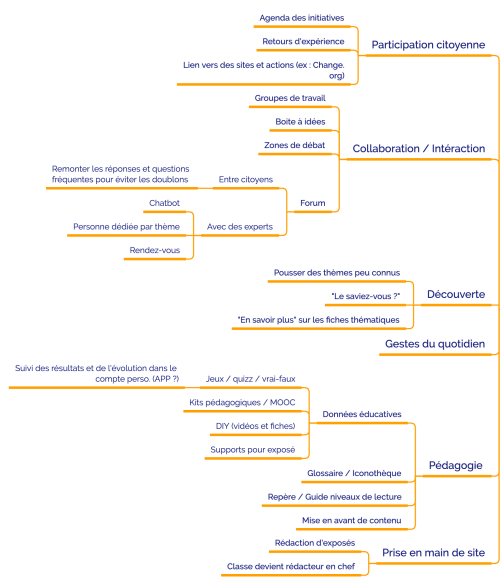 Agenda des initiatives
Retours d'expérience
Participation citoyenne
Lien vers des sites et actions (ex : Change.
org)
Groupes de travail
Boite à idées
Zones de débat
Collaboration / Intéraction
Remonter les réponses et questions
fréquentes pour éviter les doublons
Entre citoyens
Chatbot
Forum
Personne dédiée par thème
Avec des experts
Rendez-vous
Pousser des thèmes peu connus
"Le saviez-vous ?"
Découverte
"En savoir plus" sur les fiches thématiques
Gestes du quotidien
Suivi des résultats et de l'évolution dans le
compte perso. (APP ?)
Jeux / quizz / vrai-faux
Kits pédagogiques / MOOC
Données éducatives
DIY (vidéos et fiches)
Supports pour exposé
Pédagogie
Glossaire / Iconothèque
Repère / Guide niveaux de lecture
Mise en avant de contenu
Rédaction d'exposés
Prise en main de site
Classe devient rédacteur en chef